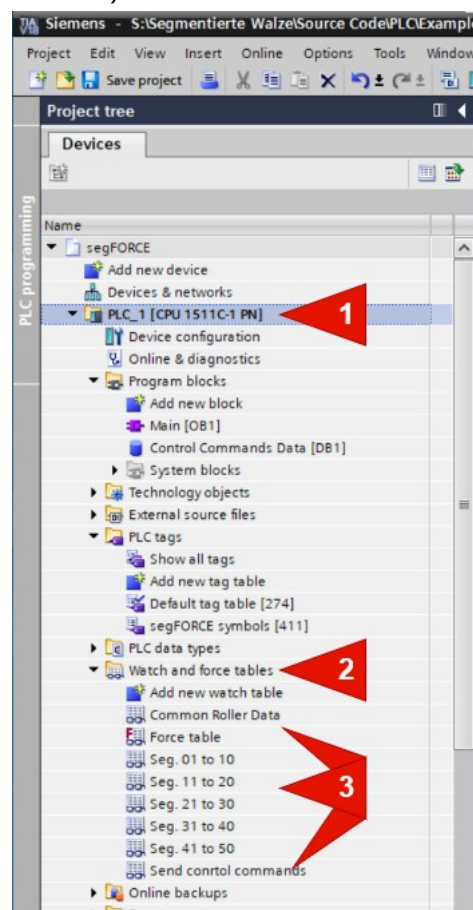 Siemens - S:\Segmentierte Walze\Source Code\PLC\Exampl
Project Edit View Insert Online Options Tools Window
Save project
Project tree
Devices
PLC programming
Name
segFORCE
Add new device
Devices & networks
PLC_1 [CPU 1511C-1 PN]
1
Device configuration
Online & diagnostics
Program blocks
Add new block
Main [OB1]
Control Commands Data [DB1]
System blocks
Technology objects
External source files
PLC tags
Show all tags
Add new tag table
Default tag table [274]
segFORCE symbols [411]
PLC data types
Watch and force tables
2
Add new watch table
Common Roller Data
Force table
Seg. 01 to 10
Seg. 11 to 20
3
Seg. 21 to 30
Seg. 31 to 40
Seg. 41 to 50
Send conrtol commands
Online backups